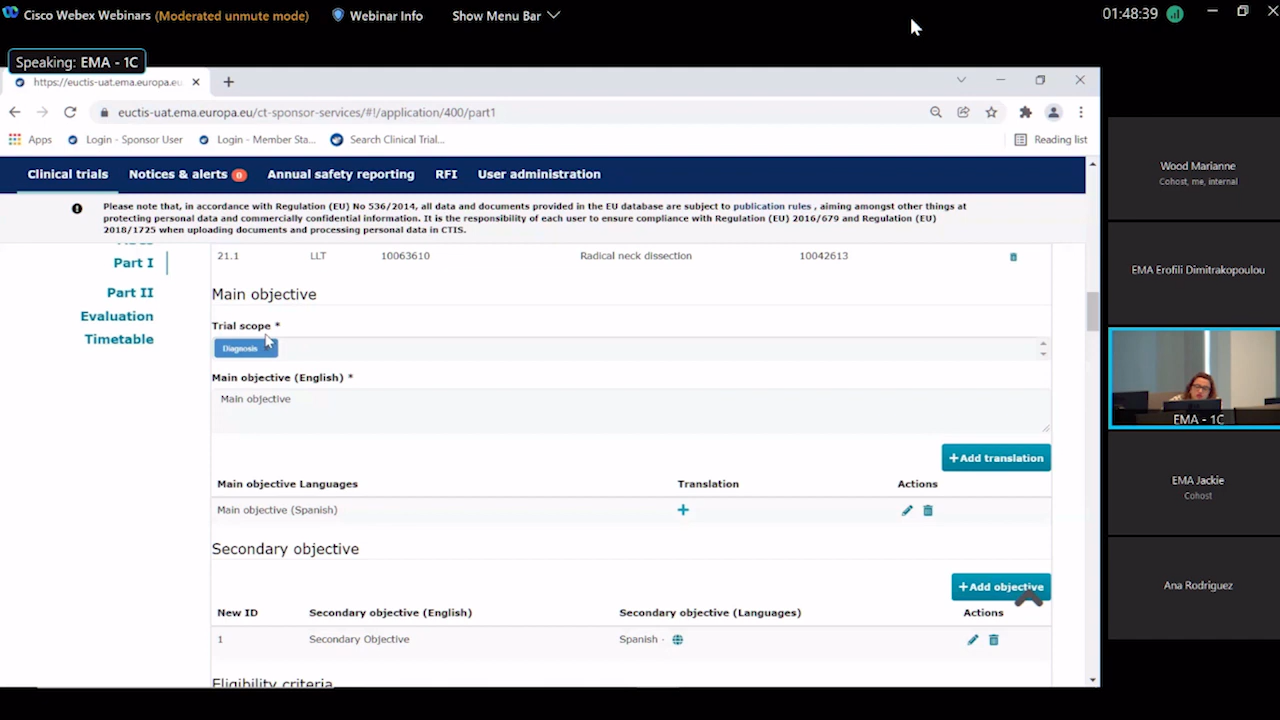 Cisco Webex Webinars (Moderated unmute mode) Webinar Info Show Menu Bar 01:48:39
Speaking: EMA - 1C
https://euctis-uat.ema.europa.eu
euctis-uat.ema.europa.eu/ct-sponsor-services/#!/application/400/part1
Apps Login - Sponsor User Login - Member Sta... Search Clinical Trial... Reading list
Clinical trials Notices & alerts 0 Annual safety reporting RFI User administration
Please note that, in accordance with Regulation (EU) No 536/2014, all data and documents provided in the EU database are subject to publication rules , aiming amongst other things at
protecting personal data and commercially confidential information. It is the responsibility of each user to ensure compliance with Regulation (EU) 2016/679 and Regulation (EU)
2018/1725 when uploading documents and processing personal data in CTIS.
Part I
Part II
Evaluation
Timetable
21.1 LLT 10063610 Radical neck dissection 10042613
Main objective
Trial scope *
Diagnosis
Main objective (English) *
Main objective
+Add translation
Main objective Languages Translation Actions
Main objective (Spanish) +
Secondary objective
+Add objective
New ID Secondary objective (English) Secondary objective (Languages) Actions
1 Secondary Objective Spanish -
Eligibility criteria
Wood Marianne
Cohost, me, internal
EMA Erofili Dimitrakopoulou
EMA - 1C
EMA Jackie
Cohost
Ana Rodriguez